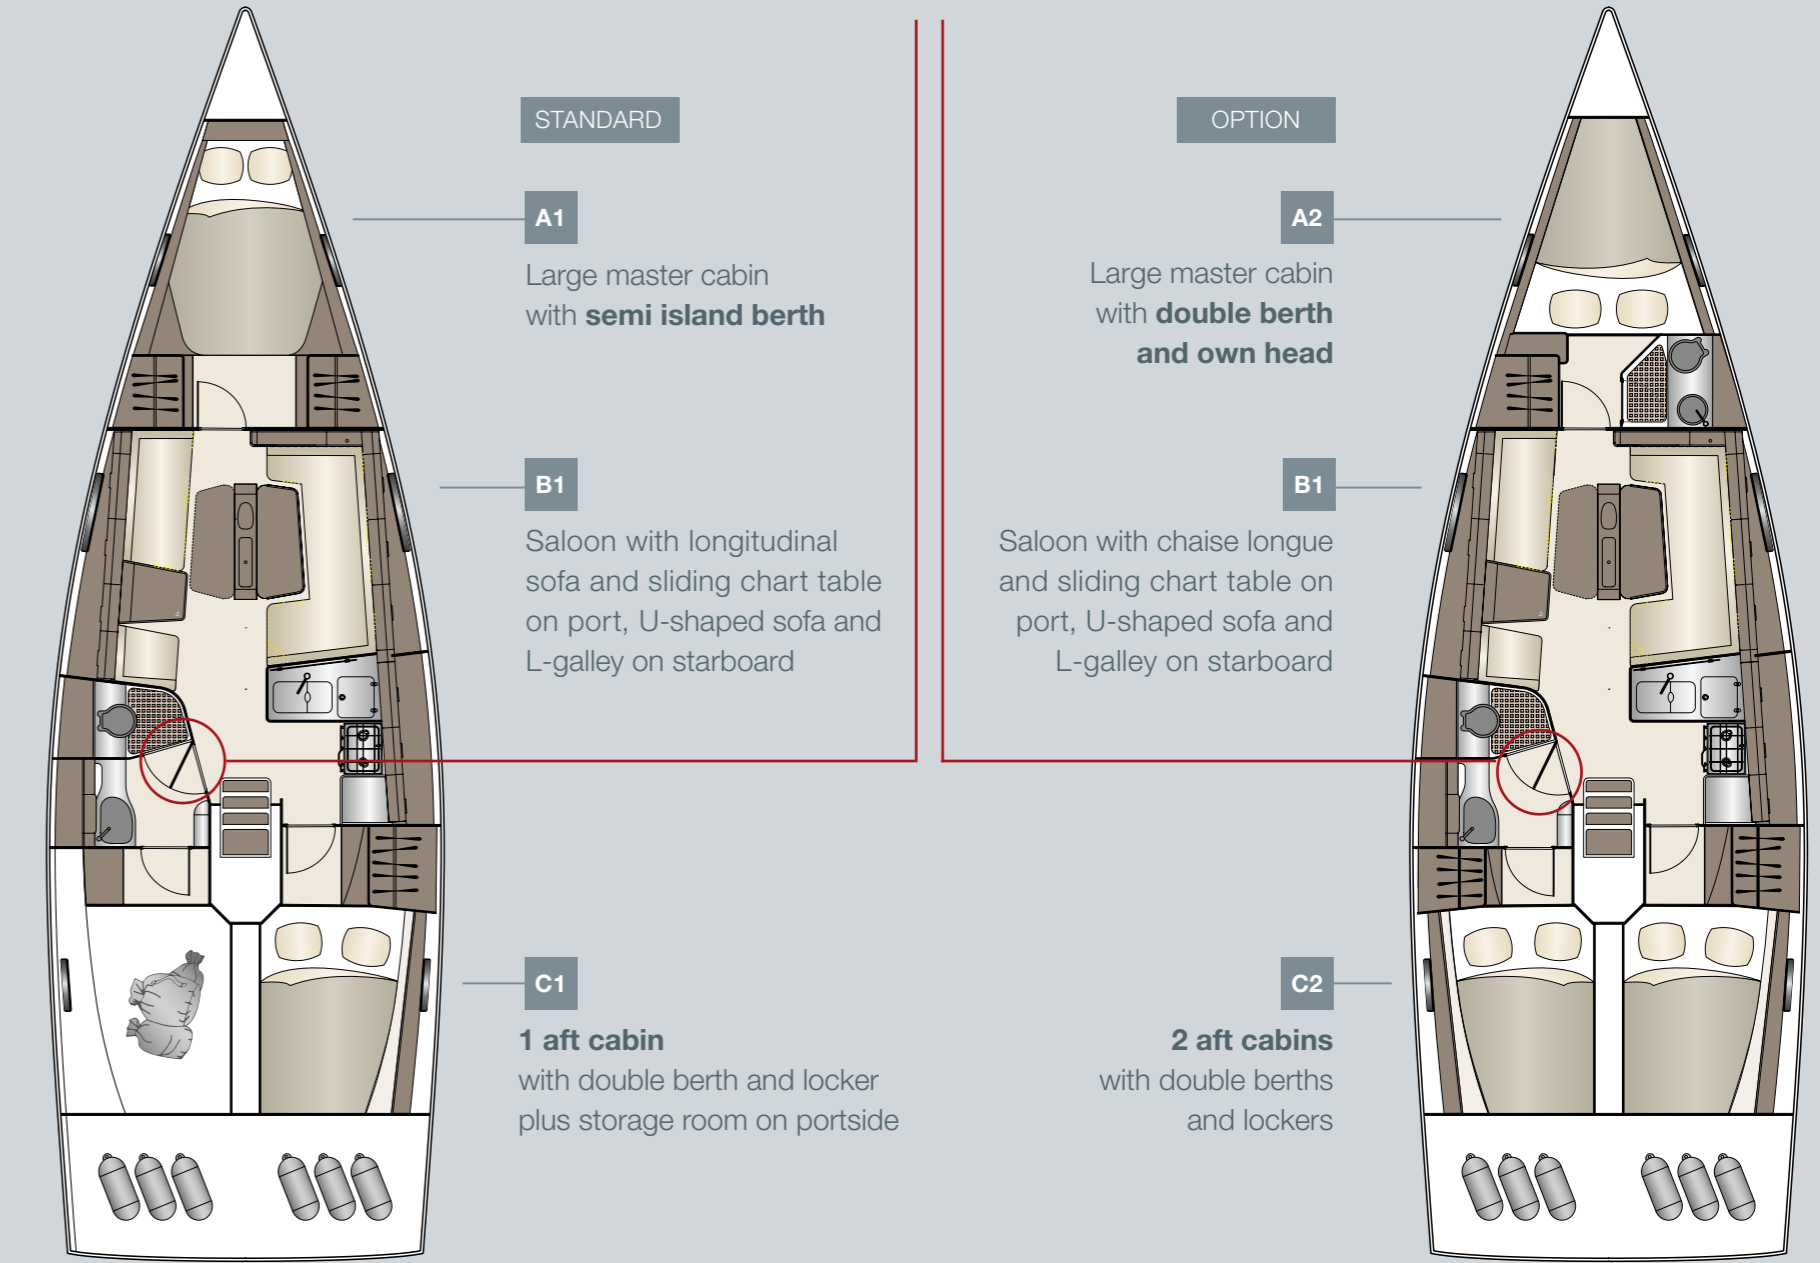 STANDARD
A1
Large master cabin
with semi island berth
B1
Saloon with longitudinal
sofa and sliding chart table
on port, U-shaped sofa and
L-galley on starboard
C1
1 aft cabin
with double berth and locker
plus storage room on portside
OPTION
A2
Large master cabin
with double berth
and own head
B1
Saloon with chaise longue
and sliding chart table on
port, U-shaped sofa and
L-galley on starboard
C2
2 aft cabins
with double berths
and lockers